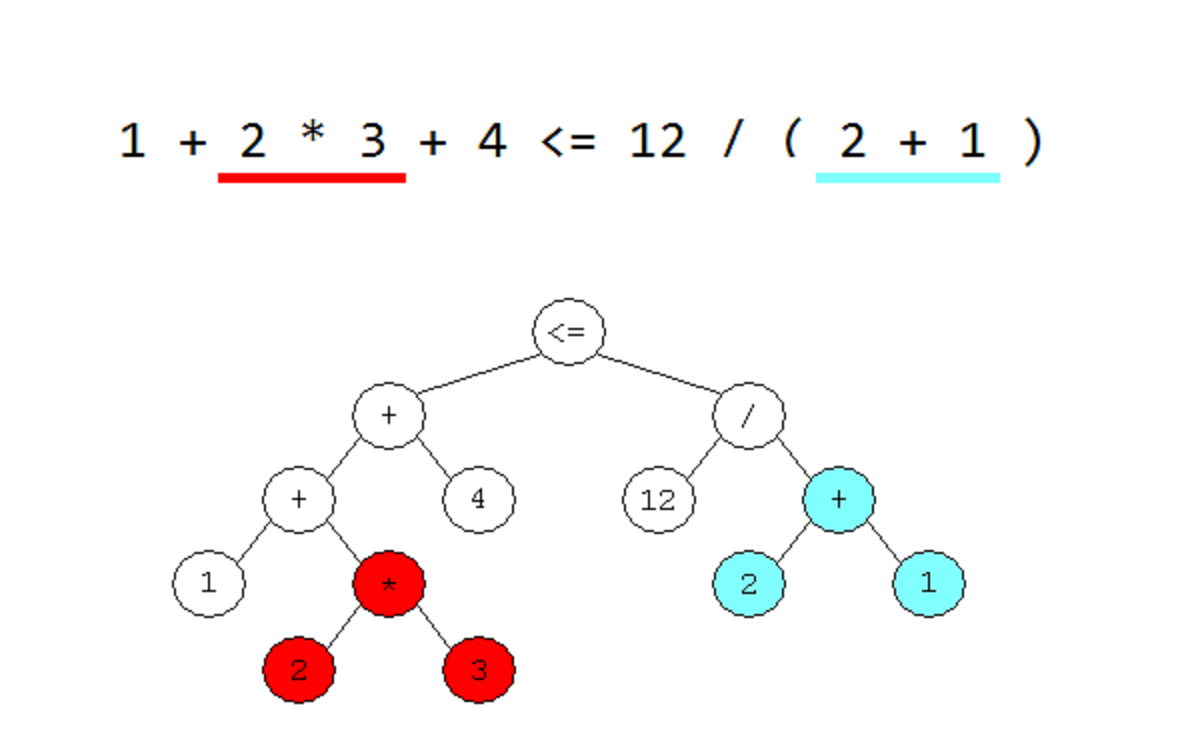 1 + 2 * 3 + 4 <= 12 / ( 2 + 1 )
<=
+ /
+ 4 12 +
1 * 2 1
2 3